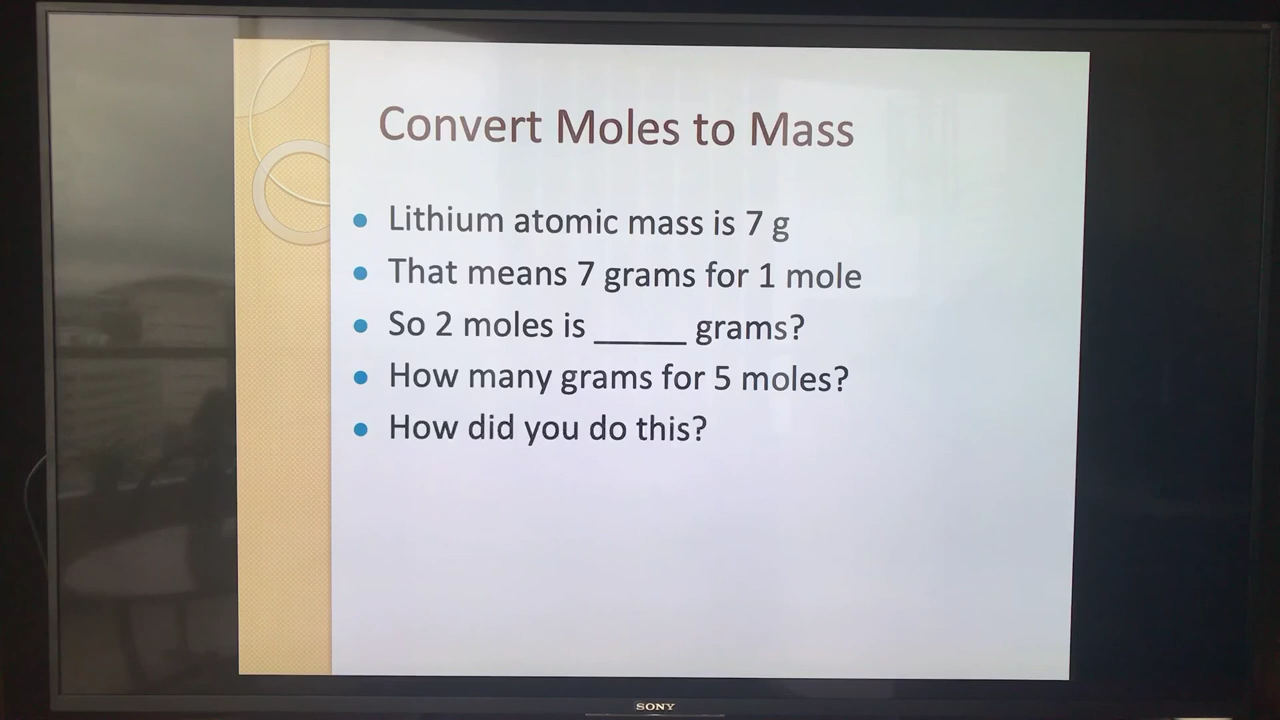 Convert Moles to Mass
• Lithium atomic mass is 7 g
• That means 7 grams for 1 mole
• So 2 moles is _____ grams?
• How many grams for 5 moles?
• How did you do this?
SONY